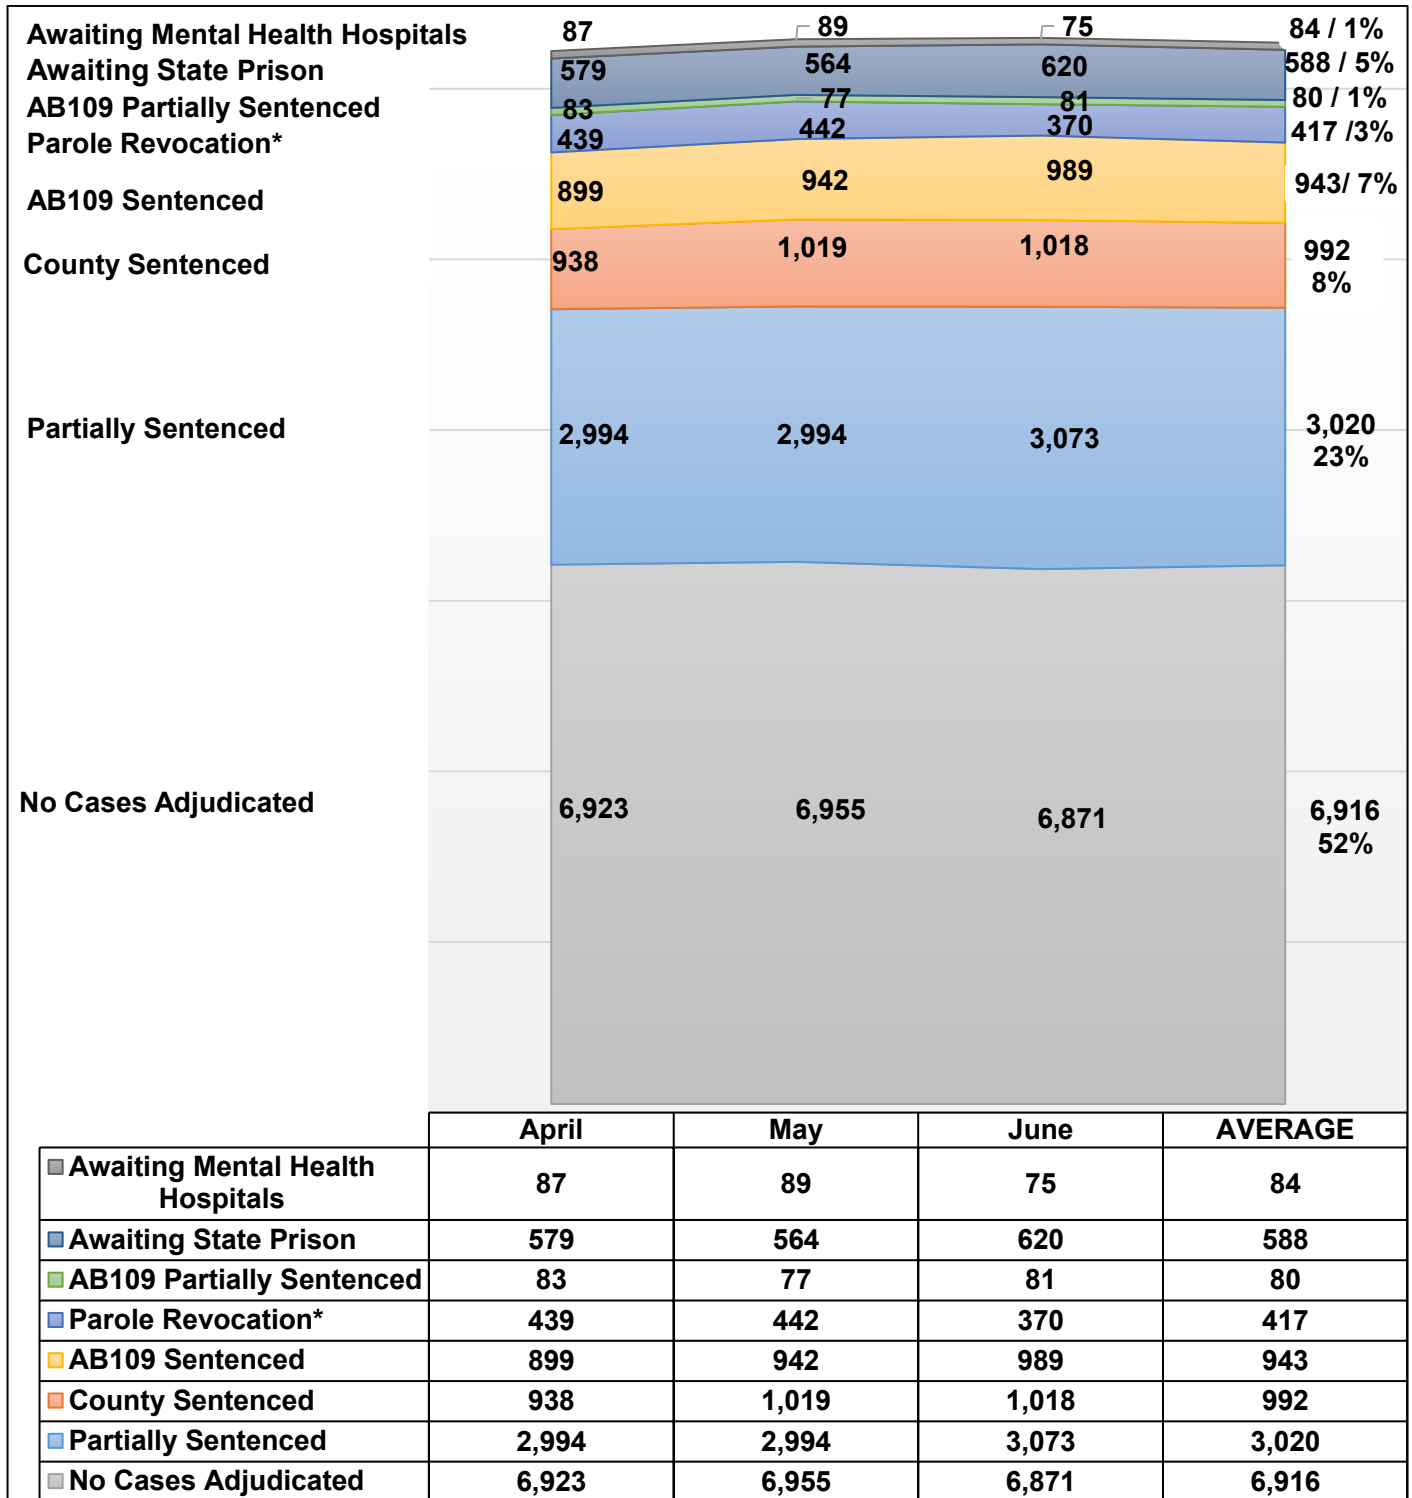 Awaiting Mental Health Hospitals 87 89 75 84 / 1%
Awaiting State Prison 579 564 620 588 / 5%
AB109 Partially Sentenced 83 77 81 80 / 1%
Parole Revocation* 439 442 370 417 /3%
AB109 Sentenced 899 942 989 943/ 7%
County Sentenced 938 1,019 1,018 992
8%
Partially Sentenced 2,994 2,994 3,073 3,020
23%
No Cases Adjudicated 6,923 6,955 6,871 6,916
52%
April May June AVERAGE
Awaiting Mental Health
Hospitals 87 89 75 84
Awaiting State Prison 579 564 620 588
AB109 Partially Sentenced 83 77 81 80
Parole Revocation* 439 442 370 417
AB109 Sentenced 899 942 989 943
County Sentenced 938 1,019 1,018 992
Partially Sentenced 2,994 2,994 3,073 3,020
No Cases Adjudicated 6,923 6,955 6,871 6,916